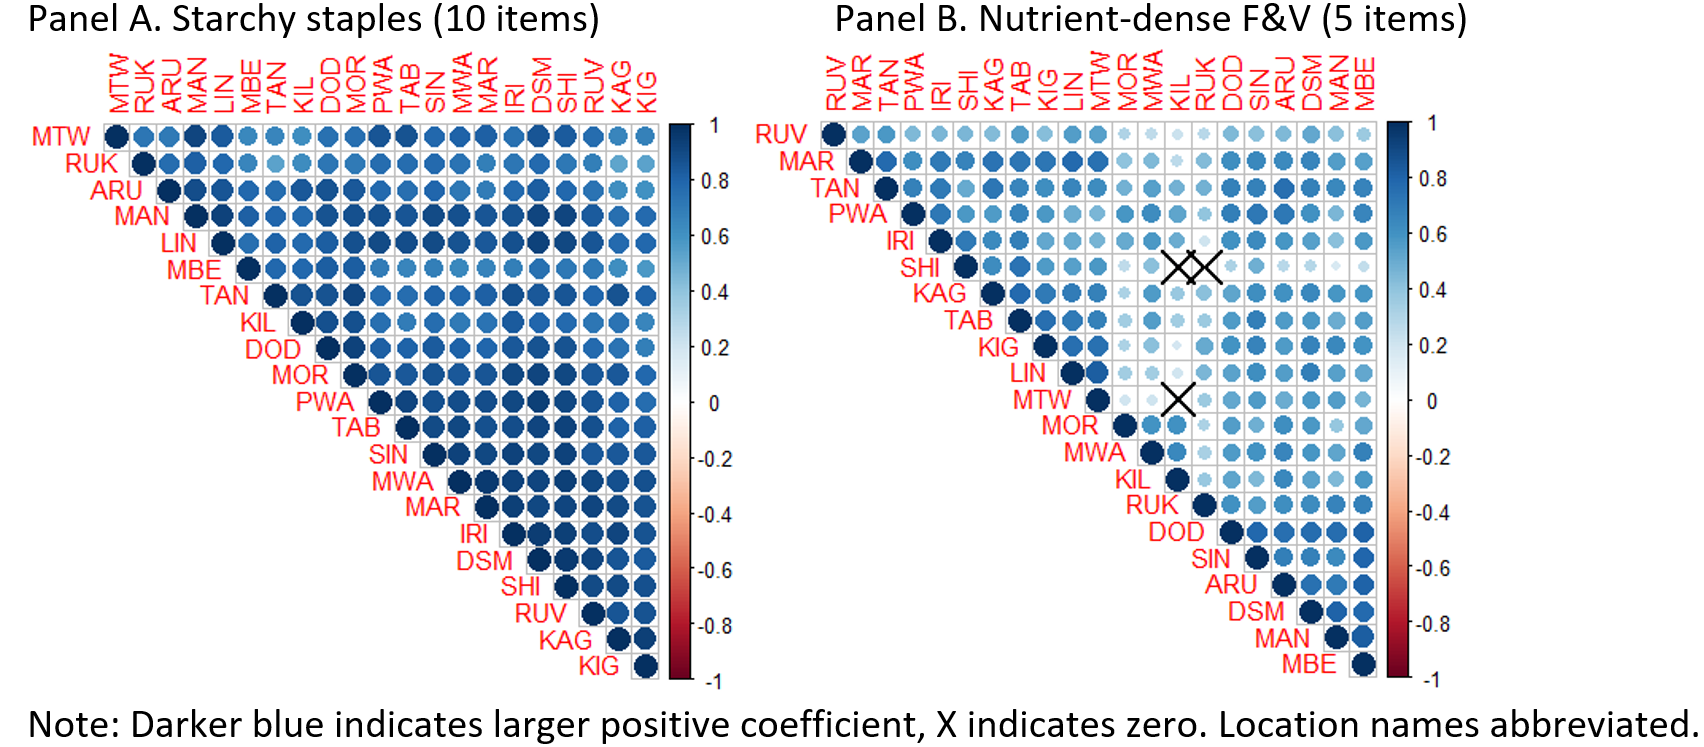 Panel A. Starchy staples (10 items)
Panel B. Nutrient-dense F&V (5 items)
MTW RUK ARU MAN LIN MBE TAN KIL DOD MOR PWA TAB SIN MWA MAR IRI DSM SHI RUV KAG KIG
MTW
RUK
ARU
MAN
LIN
MBE
TAN
KIL
DOD
MOR
PWA
TAB
SIN
MWA
MAR
IRI
DSM
SHI
RUV
KAG
KIG
1
0.8
0.6
0.4
0.2
0
-0.2
-0.4
-0.6
-0.8
-1
RUV MAR TAN PWA IRI SHI KAG TAB KIG LIN MTW MOR MWA KIL RUK DOD SIN ARU DSM MAN MBE
RUV
MAR
TAN
PWA
IRI
SHI
KAG
TAB
KIG
LIN
MTW
MOR
MWA
KIL
RUK
DOD
SIN
ARU
DSM
MAN
MBE
1
0.8
0.6
0.4
0.2
0
-0.2
-0.4
-0.6
-0.8
-1
Note: Darker blue indicates larger positive coefficient, X indicates zero. Location names abbreviated.